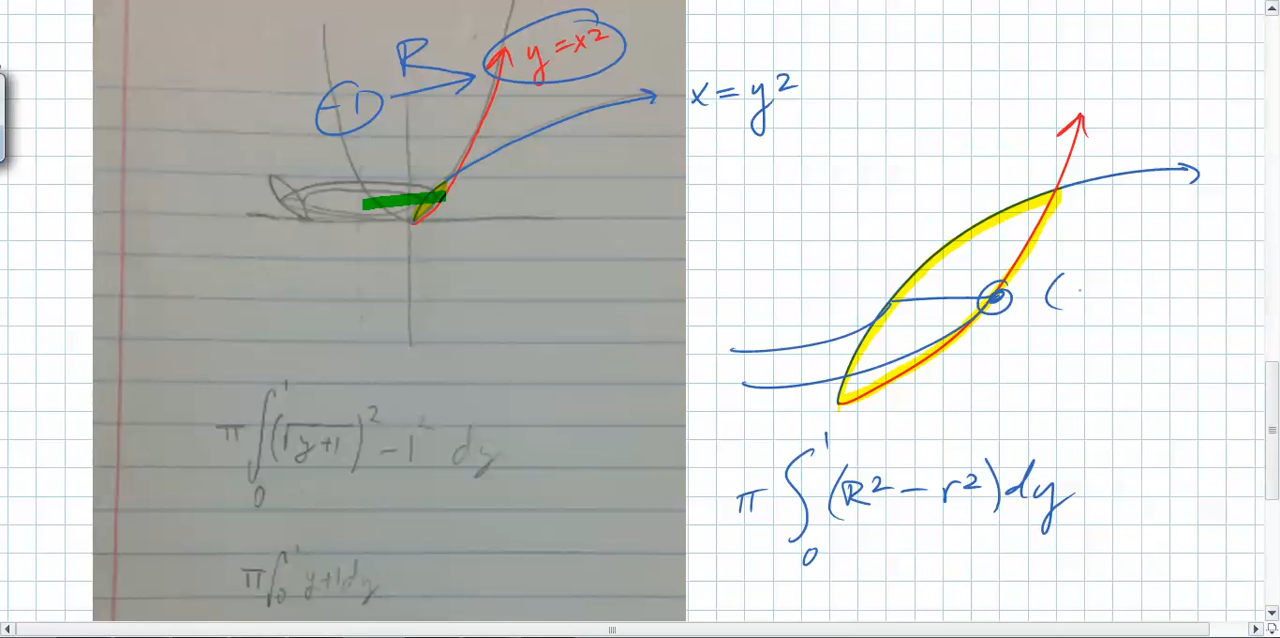 R
y=x²
-1
x = y²
(
π∫₀¹(√y+1)² - 1² dy
π∫₀¹(R² - r²)dy
π∫₀¹ y+1 dy